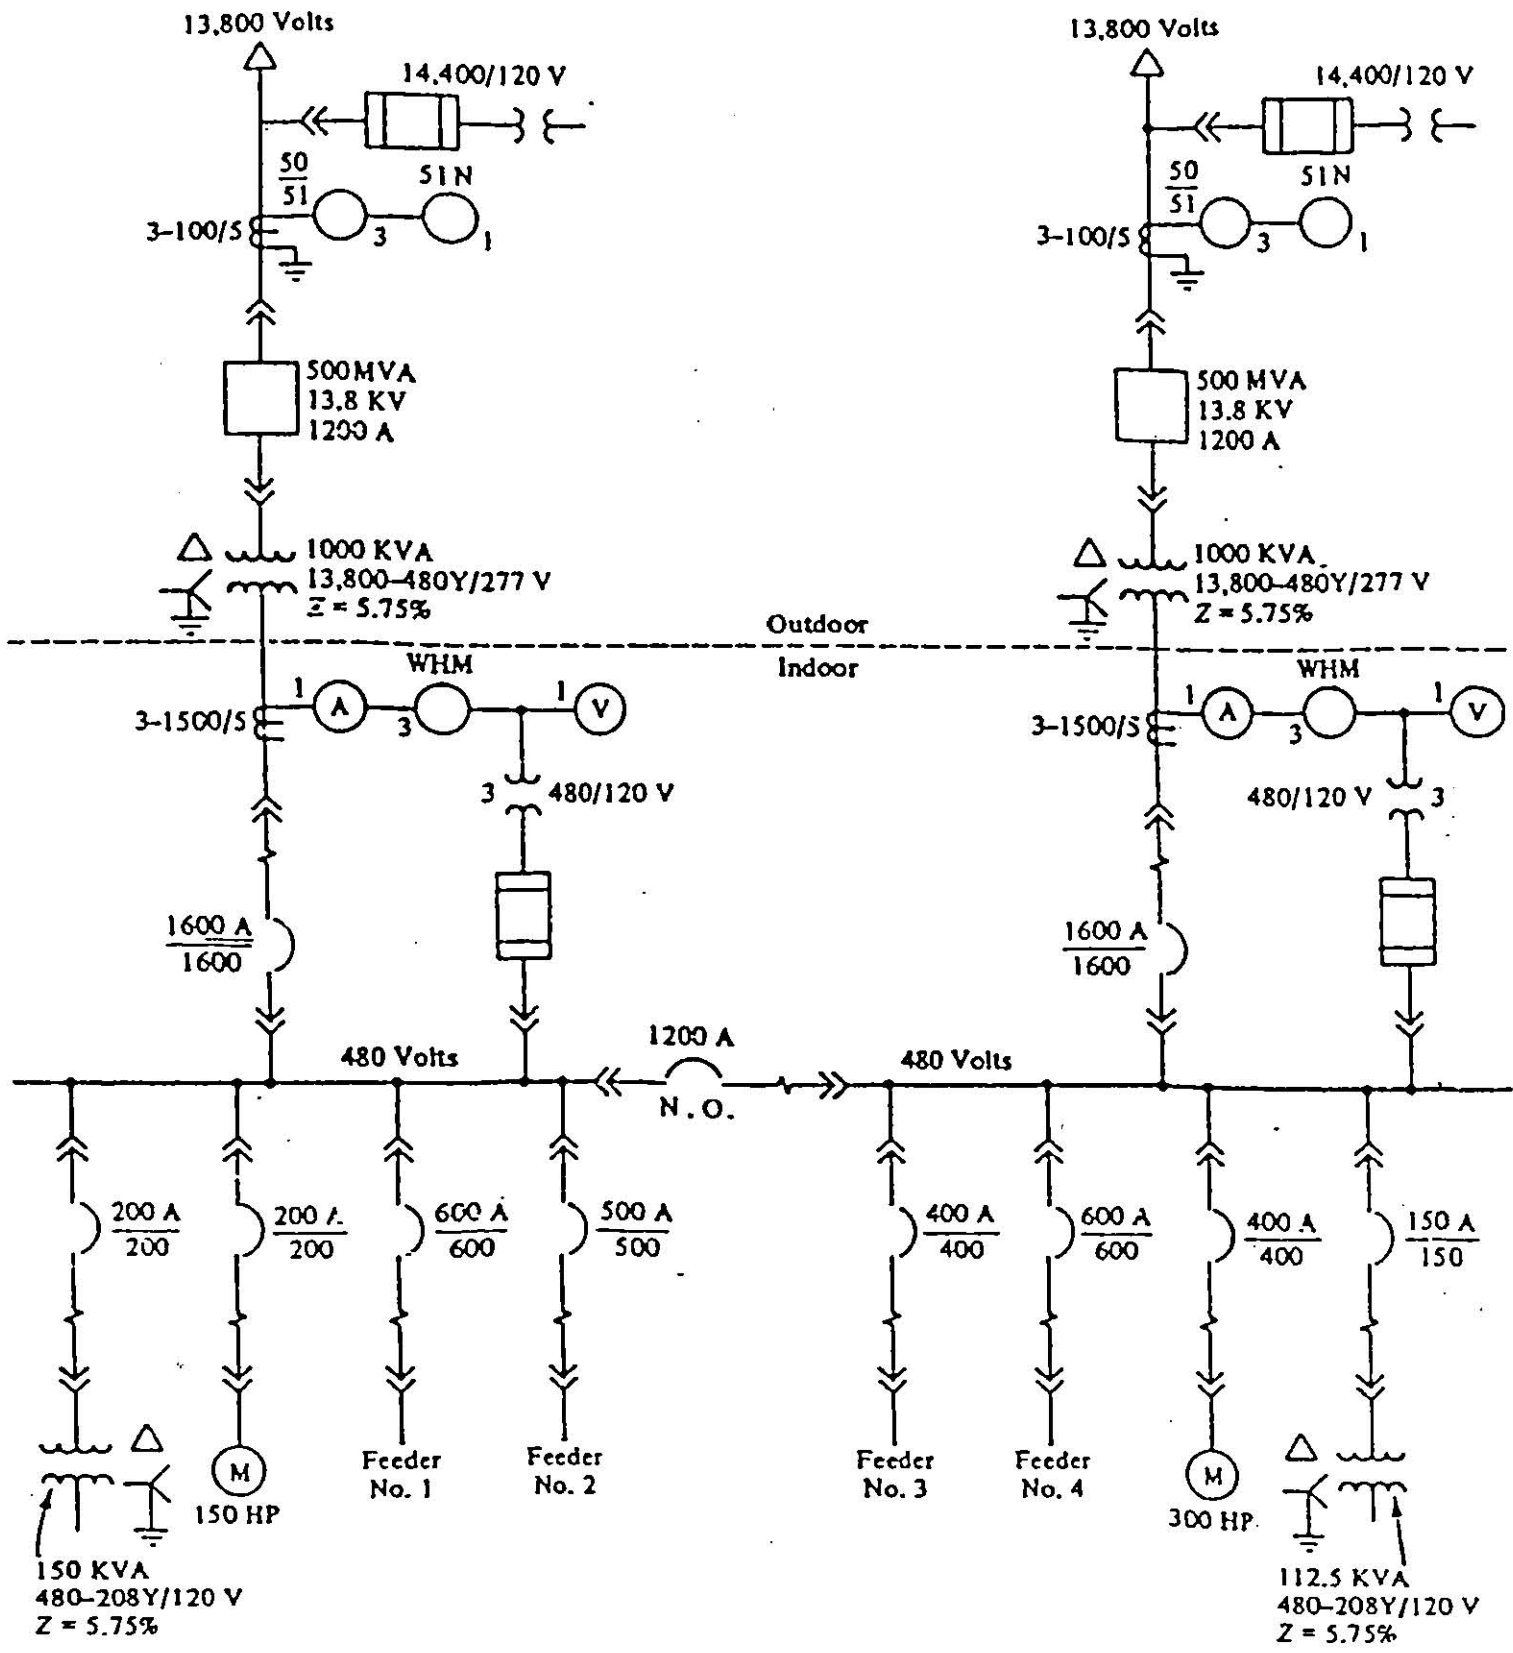 13,800 Volts
14,400/120 V
50
51
51N
3-100/5
3
1
500MVA
13.8 KV
1200 A
1000 KVA
13,800-480Y/277 V
Z = 5.75%
13,800 Volts
14,400/120 V
50
51
51N
3-100/5
3
1
500 MVA
13.8 KV
1200 A
1000 KVA
13,800-480Y/277 V
Z = 5.75%
Outdoor
Indoor
WHM
3-1500/5
1
A
3
1
V
3
480/120 V
1600 A
1600
WHM
3-1500/5
1
A
3
1
V
480/120 V
3
1600 A
1600
480 Volts
1200 A
N.O.
480 Volts
200 A
200
200 A
200
600 A
600
500 A
500
400 A
400
600 A
600
400 A
400
150 A
150
M
150 HP
Feeder
No. 1
Feeder
No. 2
Feeder
No. 3
Feeder
No. 4
M
300 HP
150 KVA
480-208Y/120 V
Z = 5.75%
112.5 KVA
480-208Y/120 V
Z = 5.75%